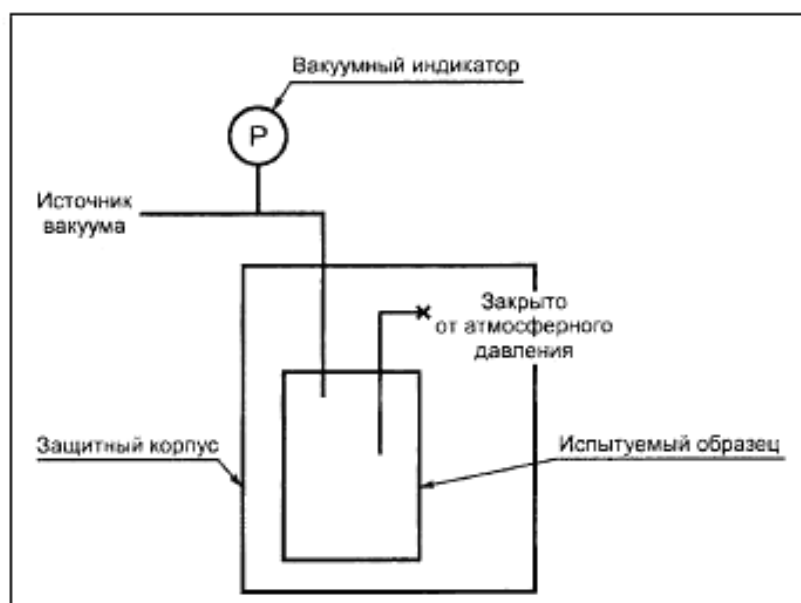 Вакуумный индикатор
P
Источник
вакуума
Закрыто
от атмосферного
давления
Защитный корпус
Испытуемый образец